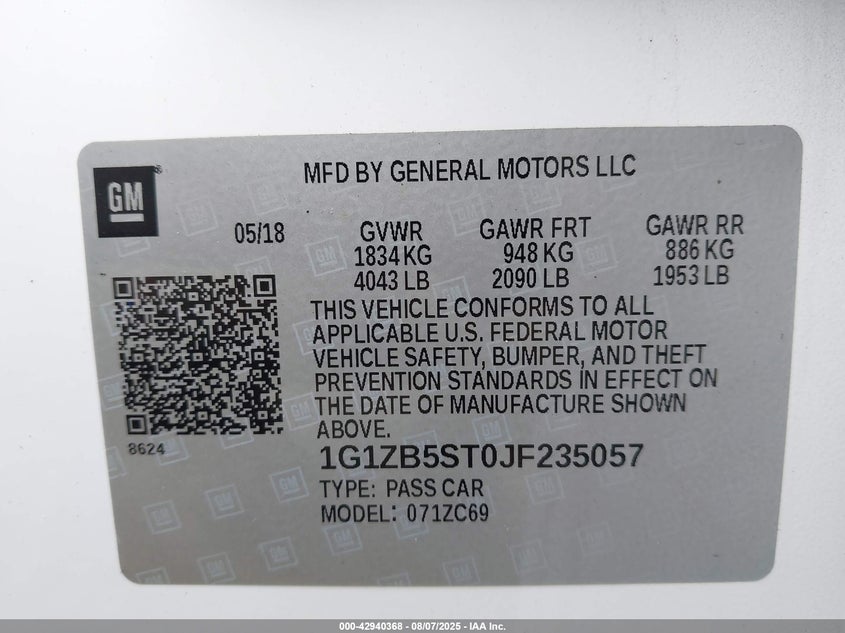 GM
MFD BY GENERAL MOTORS LLC
05/18 GVWR GAWR FRT GAWR RR
1834 KG 948 KG 886 KG
4043 LB 2090 LB 1953 LB
THIS VEHICLE CONFORMS TO ALL
APPLICABLE U.S. FEDERAL MOTOR
VEHICLE SAFETY, BUMPER, AND THEFT
PREVENTION STANDARDS IN EFFECT ON
THE DATE OF MANUFACTURE SHOWN
ABOVE.
8624
1G1ZB5ST0JF235057
TYPE: PASS CAR
MODEL: 071ZC69
000-42940368 - 08/07/2025 - IAA Inc.